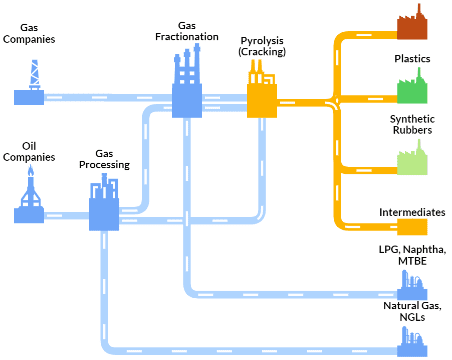 Gas
Companies
Gas
Fractionation
Pyrolysis
(Cracking)
Plastics
Synthetic
Rubbers
Oil
Companies
Gas
Processing
Intermediates
LPG, Naphtha,
MTBE
Natural Gas,
NGLs